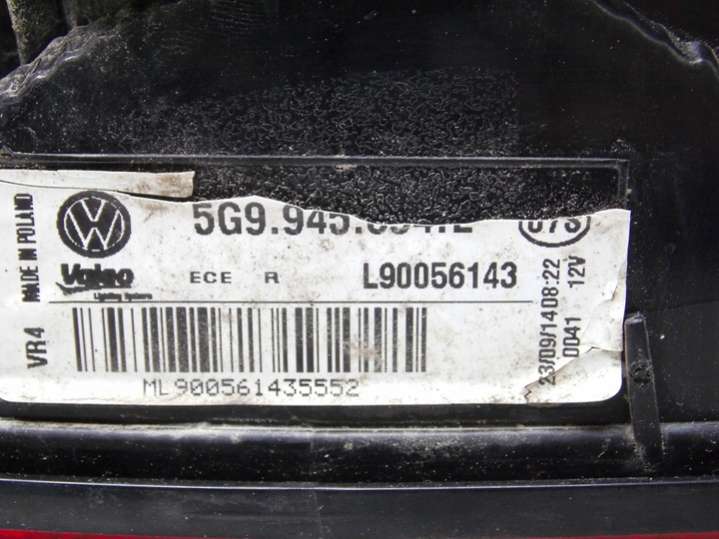 MADE IN POLAND
VR4
5G9.945.
Valeo
Lighting Systems
ECE R
L90056143
ML900561435552
23/09/14 08:22
0041 12V